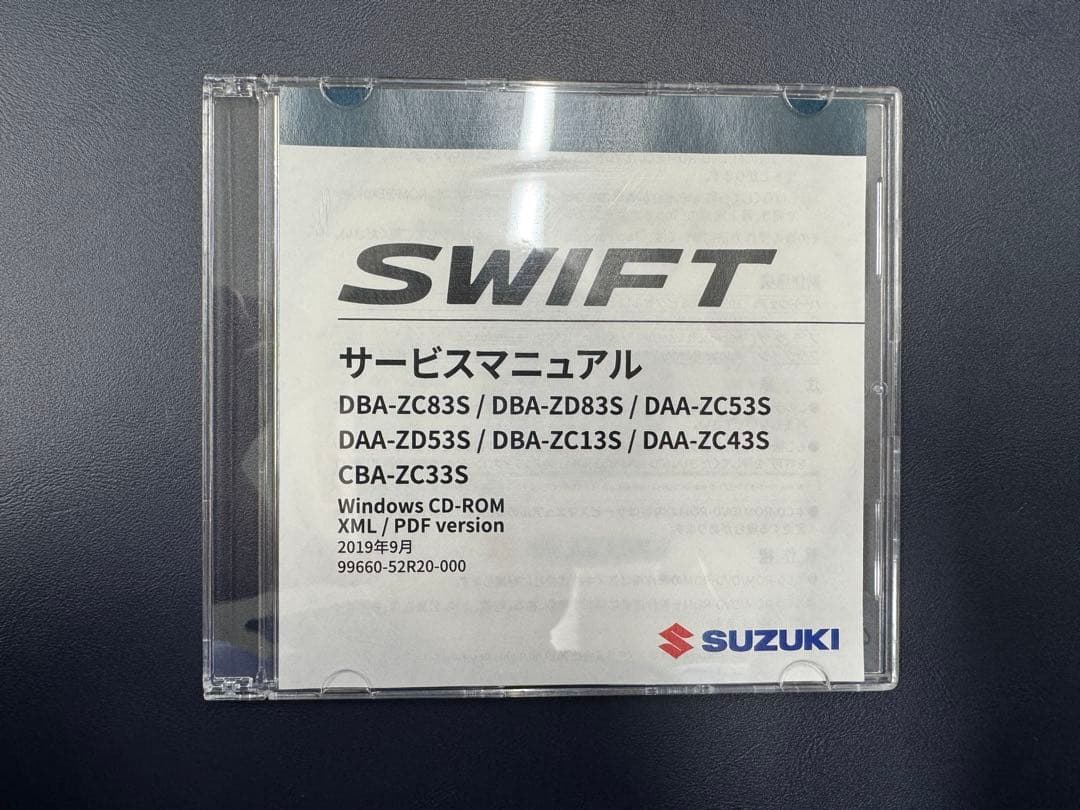 SWIFT
サービスマニュアル
DBA-ZC83S / DBA-ZD83S / DAA-ZC53S
DAA-ZD53S / DBA-ZC13S / DAA-ZC43S
CBA-ZC33S
Windows CD-ROM
XML / PDF version
2019年9月
99660-52R20-000
SUZUKI